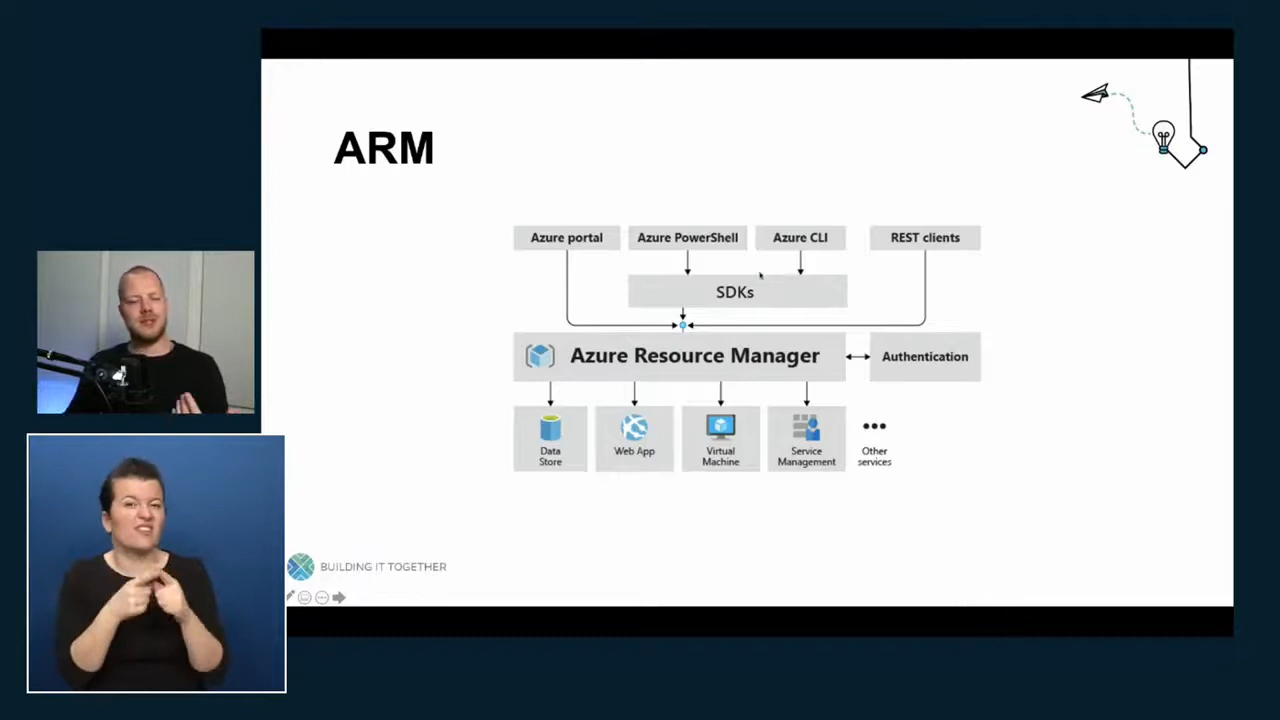 ARM
Azure portal
Azure PowerShell
Azure CLI
REST clients
SDKs
Azure Resource Manager
Authentication
Data
Store
Web App
Virtual
Machine
Service
Management
Other
services
BUILDING IT TOGETHER